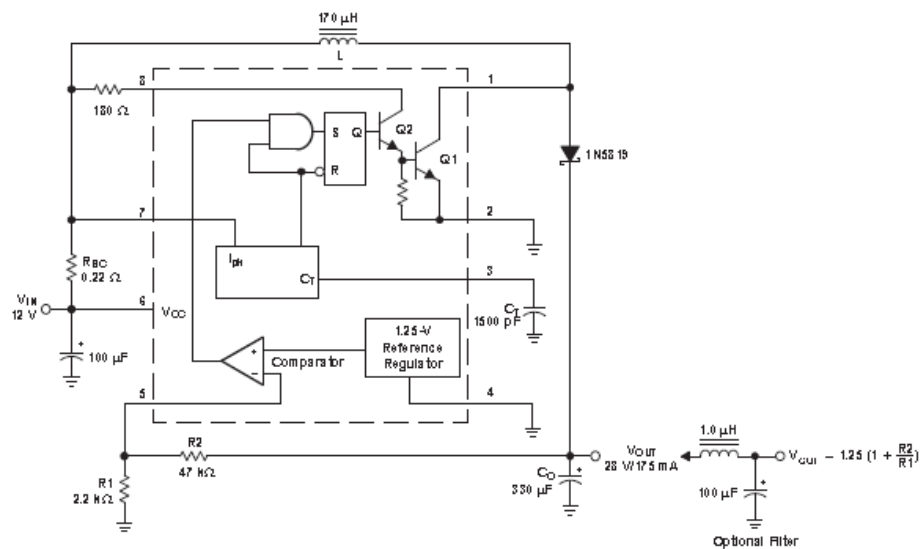 170 μH
L
8
1
180 Ω
Q2
S
Q
Q1
R
1N5819
7
2
Ipk
RSC
0.22 Ω
CT
3
VIN
12 V
6
VCC
CT
1500 pF
1.25-V
Reference
Regulator
100 μF
+
+
Comparator
−
5
4
R2
47 kΩ
VOUT
28 V/175 mA
1.0 μH
VOUT = 1.25 (1 + R2/R1)
R1
2.2 kΩ
CO
330 μF
+
100 μF
+
Optional Filter